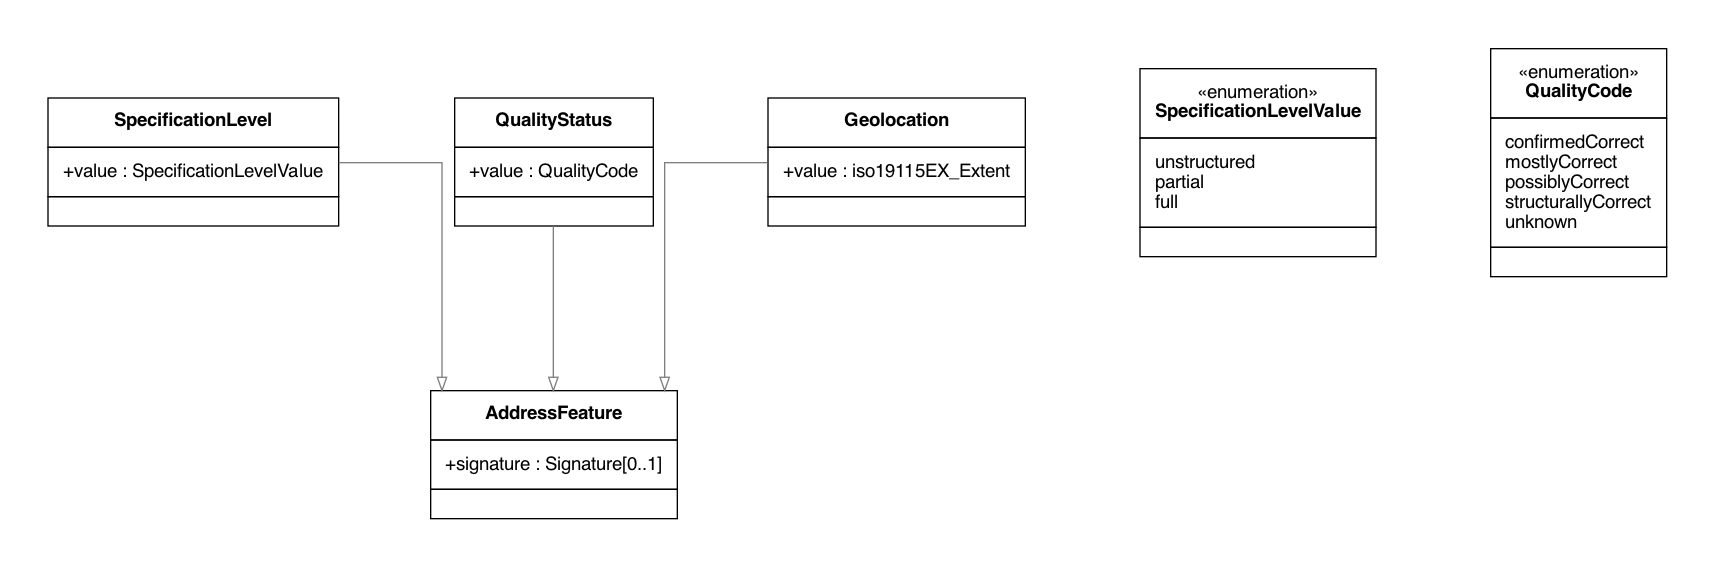 SpecificationLevel
+value : SpecificationLevelValue
QualityStatus
+value : QualityCode
Geolocation
+value : iso19115EX_Extent
«enumeration»
SpecificationLevelValue
unstructured
partial
full
«enumeration»
QualityCode
confirmedCorrect
mostlyCorrect
possiblyCorrect
structurallyCorrect
unknown
AddressFeature
+signature : Signature[0..1]